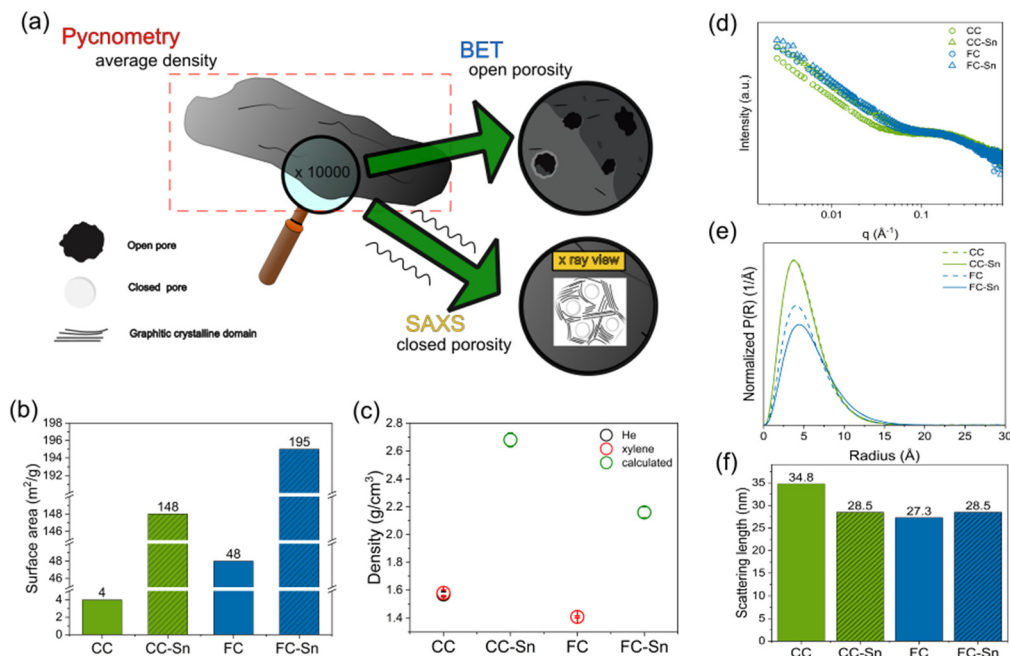 (a)
Pycnometry
average density
BET
open porosity
x 10000
Open pore
Closed pore
Graphitic crystalline domain
x ray view
SAXS
closed porosity
(b)
Surface area (m²/g)
198
196
194
192
190
148
146
48
46
4
2
0
4
148
48
195
CC
CC-Sn
FC
FC-Sn
(c)
Density (g/cm³)
2.8
2.6
2.4
2.2
2.0
1.8
1.6
1.4
He
xylene
calculated
CC
CC-Sn
FC
FC-Sn
(d)
Intensity (a.u.)
CC
CC-Sn
FC
FC-Sn
0.01
0.1
q (Å⁻¹)
(e)
Normalized P(R) (1/Å)
CC
CC-Sn
FC
FC-Sn
0
5
10
15
20
25
30
Radius (Å)
(f)
Scattering length (nm)
35
30
25
20
15
10
5
0
34.8
28.5
27.3
28.5
CC
CC-Sn
FC
FC-Sn